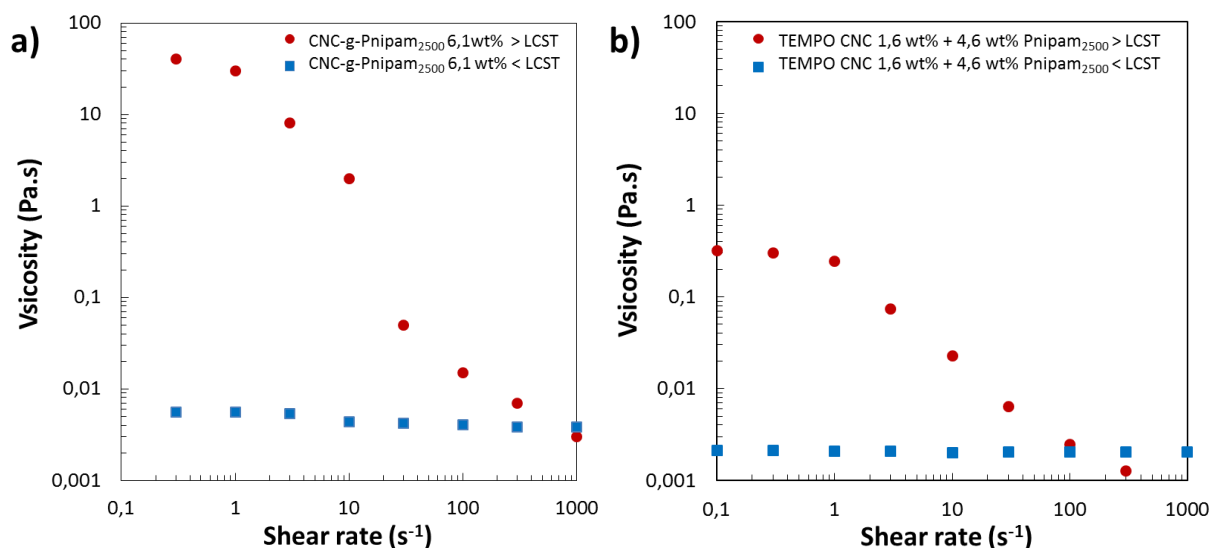 a)
CNC-g-Pnipam2500 6,1wt% > LCST
CNC-g-Pnipam2500 6,1 wt% < LCST
100
10
1
0,1
0,01
0,001
Vsicosity (Pa.s)
0,1 1 10 100 1000
Shear rate (s-1)
b)
TEMPO CNC 1,6 wt% + 4,6 wt% Pnipam2500 > LCST
TEMPO CNC 1,6 wt% + 4,6 wt% Pnipam2500 < LCST
100
10
1
0,1
0,01
0,001
Vsicosity (Pa.s)
0,1 1 10 100 1000
Shear rate (s-1)